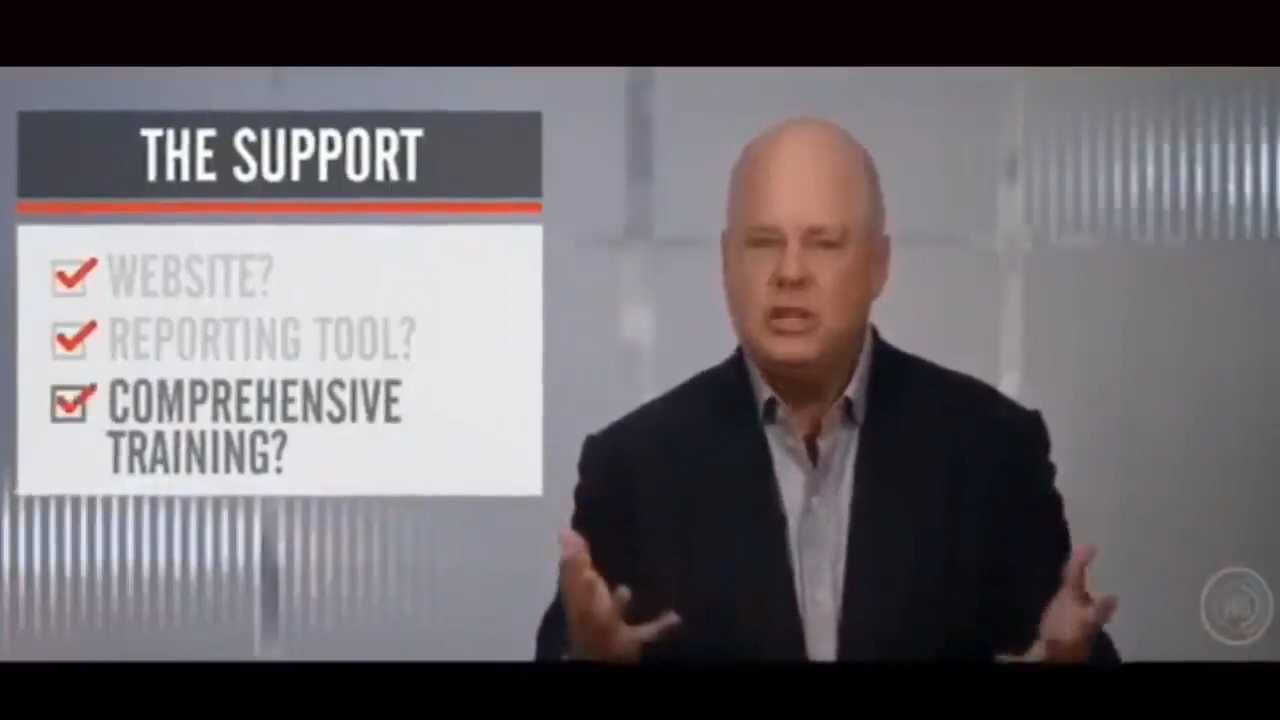 THE SUPPORT
WEBSITE?
REPORTING TOOL?
COMPREHENSIVE
TRAINING?